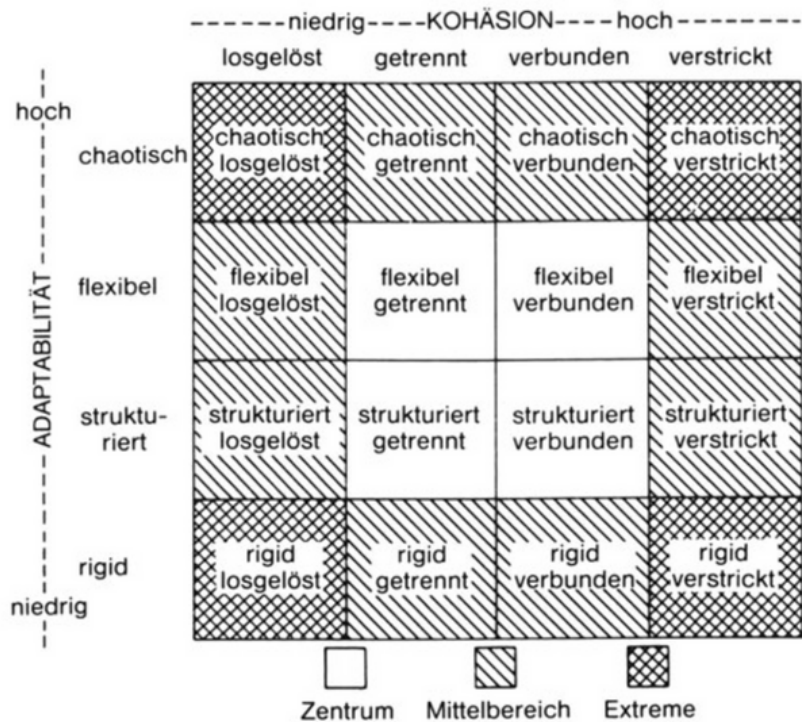 niedrig----KOHÄSION----hoch
losgelöst getrennt verbunden verstrickt
hoch
chaotisch
chaotisch chaotisch chaotisch chaotisch
losgelöst getrennt verbunden verstrickt
ADAPTABILITÄT
flexibel
flexibel flexibel flexibel flexibel
losgelöst getrennt verbunden verstrickt
struktu-
riert
strukturiert strukturiert strukturiert strukturiert
losgelöst getrennt verbunden verstrickt
rigid
rigid rigid rigid rigid
losgelöst getrennt verbunden verstrickt
niedrig
Zentrum Mittelbereich Extreme